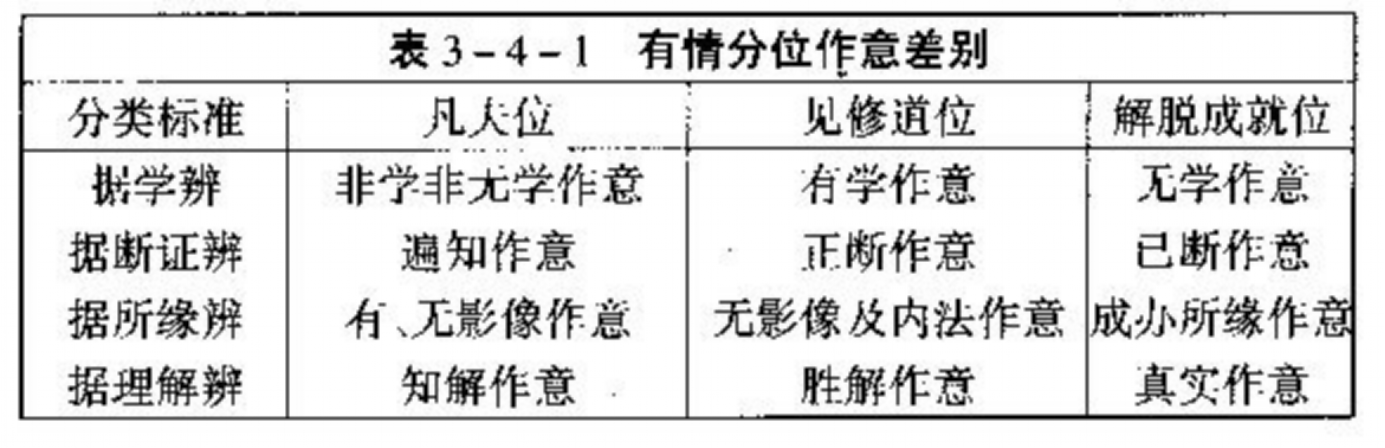 表3-4-1 有情分位作意差别
分类标准 凡夫位 见修道位 解脱成就位
据学辨 非学非无学作意 有学作意 无学作意
据断证辨 遍知作意 正断作意 已断作意
据所缘辨 有、无影像作意 无影像及内法作意 成办所缘作意
据理解辨 知解作意 胜解作意 真实作意